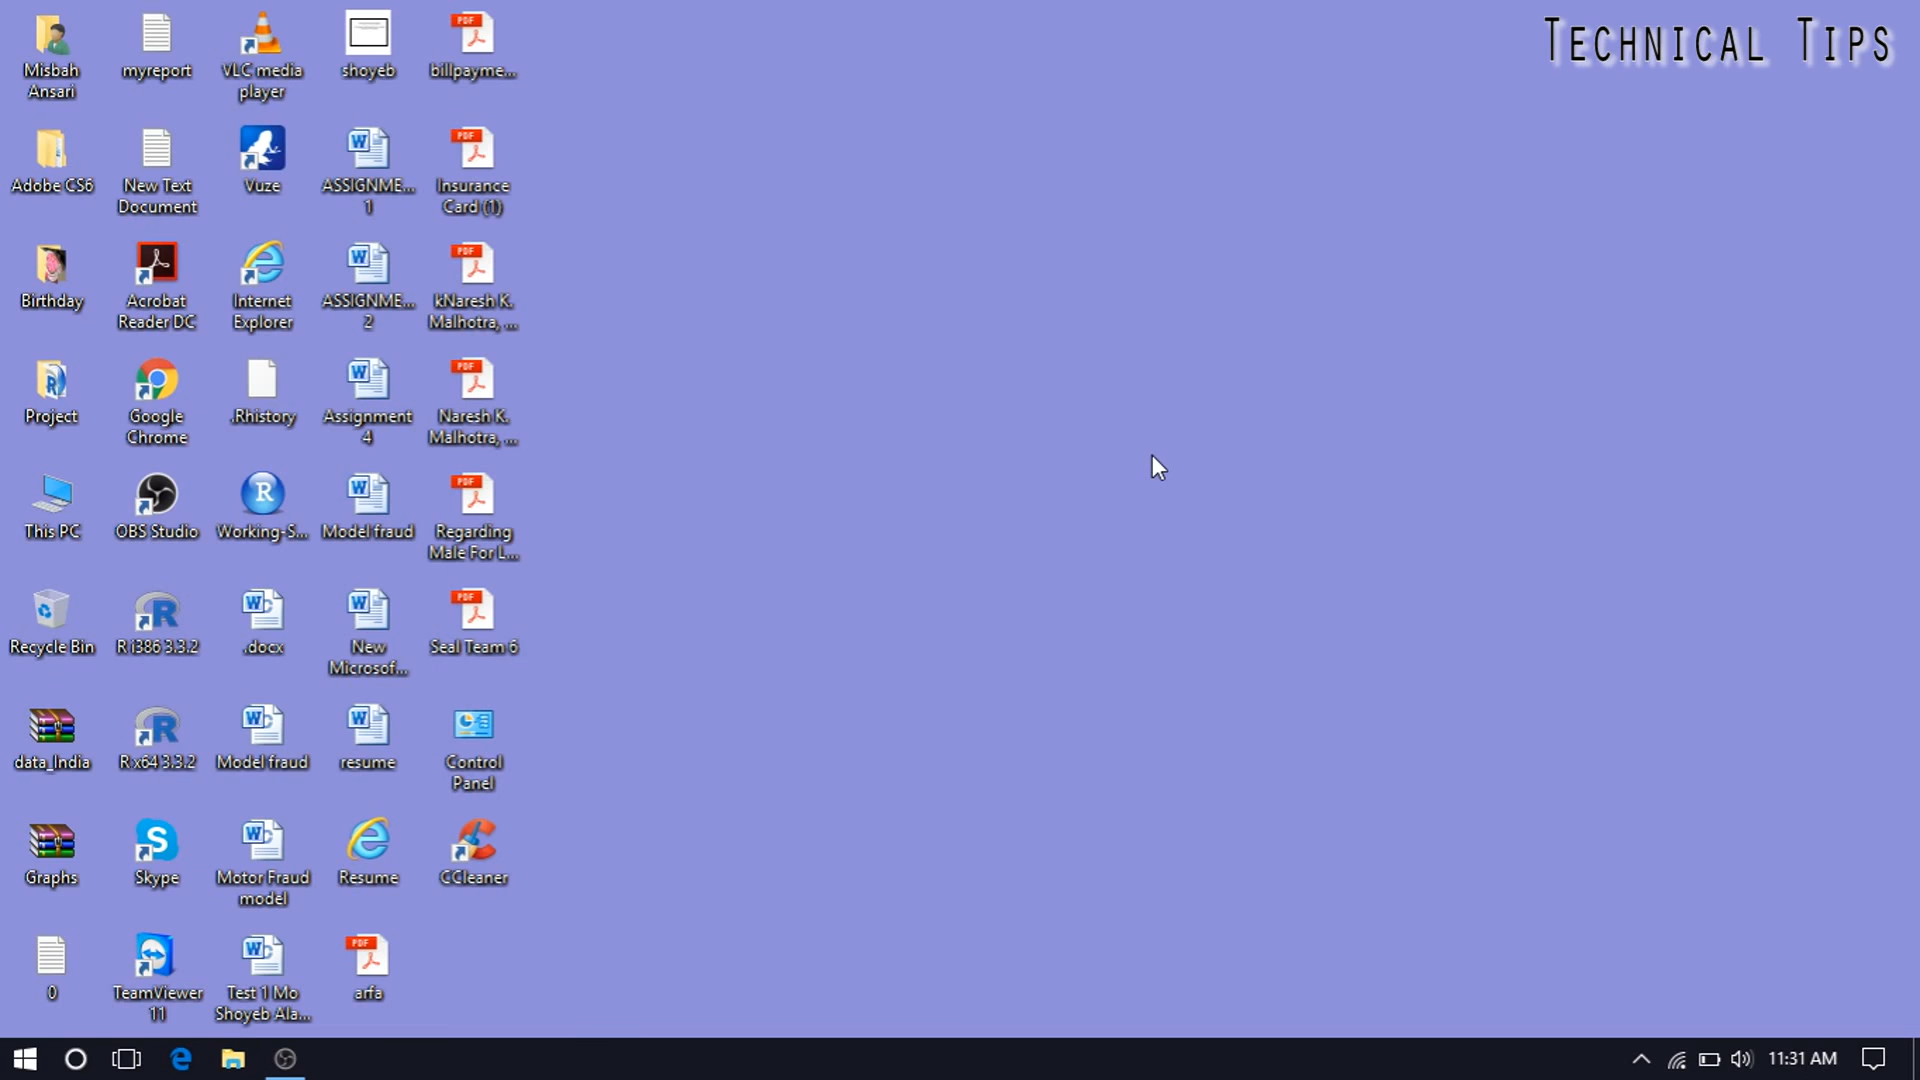 TECHNICAL TIPS
Misbah
Ansari
myreport
VLC media
player
shoyeb
billpayme...
Adobe CS6
New Text
Document
Vuze
ASSIGNME...
1
Insurance
Card (1)
Birthday
Acrobat
Reader DC
Internet
Explorer
ASSIGNME...
2
kNaresh K.
Malhotra, ...
Project
Google
Chrome
.Rhistory
Assignment
4
Naresh K.
Malhotra, ...
This PC
OBS Studio
Working-S...
Model fraud
Regarding
Male For L...
Recycle Bin
R i386 3.3.2
.docx
New
Microsof...
Seal Team 6
data_India
R x64 3.3.2
Model fraud
resume
Control
Panel
Graphs
Skype
Motor Fraud
model
Resume
CCleaner
0
TeamViewer
11
Test 1 Mo
Shoyeb Ala...
arfa
11:31 AM